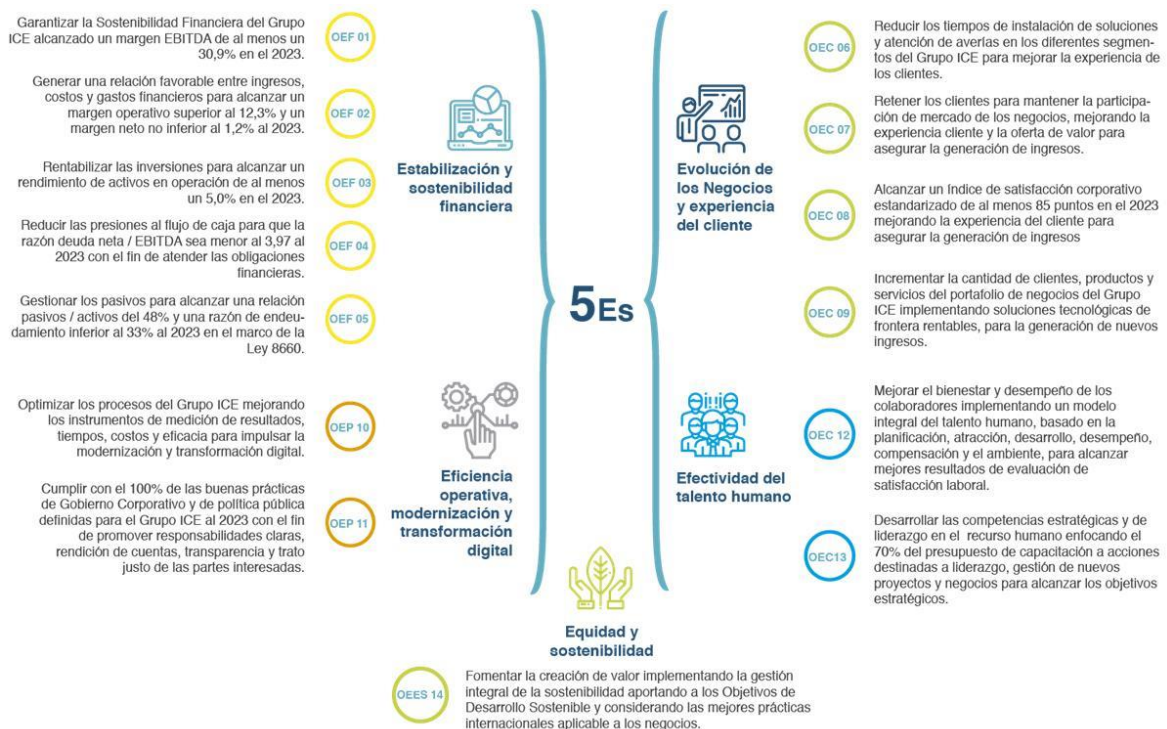 Garantizar la Sostenibilidad Financiera del Grupo
ICE alcanzado un margen EBITDA de al menos un
30,9% en el 2023.
OEF 01
Generar una relación favorable entre ingresos,
costos y gastos financieros para alcanzar un
margen operativo superior al 12,3% y un
margen neto no inferior al 1,2% al 2023.
OEF 02
Rentabilizar las inversiones para alcanzar un
rendimiento de activos en operación de al menos
un 5,0% en el 2023.
OEF 03
Reducir las presiones al flujo de caja para que la
razón deuda neta / EBITDA sea menor al 3,97 al
2023 con el fin de atender las obligaciones
financieras.
OEF 04
Gestionar los pasivos para alcanzar una relación
pasivos / activos del 48% y una razón de endeu-
damiento inferior al 33% al 2023 en el marco de la
Ley 8660.
OEF 05
Estabilización y
sostenibilidad
financiera
Optimizar los procesos del Grupo ICE mejorando
los instrumentos de medición de resultados,
tiempos, costos y eficacia para impulsar la
modernización y transformación digital.
OEP 10
Cumplir con el 100% de las buenas prácticas
de Gobierno Corporativo y de política pública
definidas para el Grupo ICE al 2023 con el fin
de promover responsabilidades claras,
rendición de cuentas, transparencia y trato
justo de las partes interesadas.
OEP 11
Eficiencia
operativa,
modernización y
transformación
digital
5Es
Evolución de
los Negocios
y experiencia
del cliente
OEC 06
Reducir los tiempos de instalación de soluciones
y atención de averías en los diferentes segmen-
tos del Grupo ICE para mejorar la experiencia de
los clientes.
OEC 07
Retener los clientes para mantener la participa-
ción de mercado de los negocios, mejorando la
experiencia cliente y la oferta de valor para
asegurar la generación de ingresos.
OEC 08
Alcanzar un índice de satisfacción corporativo
estandarizado de al menos 85 puntos en el 2023
mejorando la experiencia del cliente para
asegurar la generación de ingresos
OEC 09
Incrementar la cantidad de clientes, productos y
servicios del portafolio de negocios del Grupo
ICE implementando soluciones tecnológicas de
frontera rentables, para la generación de nuevos
ingresos.
Efectividad del
talento humano
OEC 12
Mejorar el bienestar y desempeño de los
colaboradores implementando un modelo
integral del talento humano, basado en la
planificación, atracción, desarrollo, desempeño,
compensación y el ambiente, para alcanzar
mejores resultados de evaluación de
satisfacción laboral.
OEC13
Desarrollar las competencias estratégicas y de
liderazgo en el recurso humano enfocando el
70% del presupuesto de capacitación a acciones
destinadas a liderazgo, gestión de nuevos
proyectos y negocios para alcanzar los objetivos
estratégicos.
Equidad y
sostenibilidad
OEES 14
Fomentar la creación de valor implementando la gestión
integral de la sostenibilidad aportando a los Objetivos de
Desarrollo Sostenible y considerando las mejores prácticas
internacionales aplicable a los negocios.